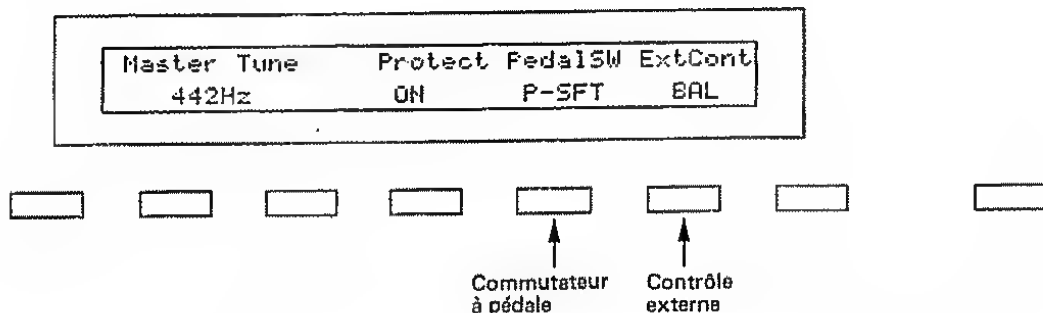 Master Tune Protect PedalSW ExtCont
442Hz ON P-SFT BAL
Commutateur Contrôle
à pédale externe